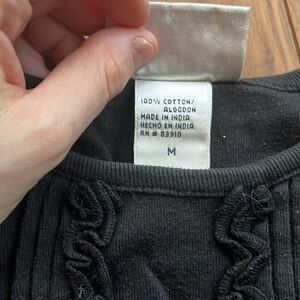 100% COTTON/
ALGODON
MADE IN INDIA
HECHO EN INDIA
RN # 83910
M